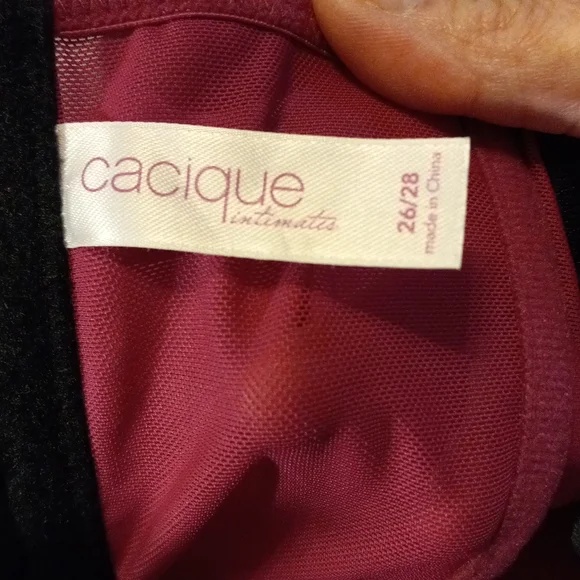 cacique
intimates
26/28
made in China